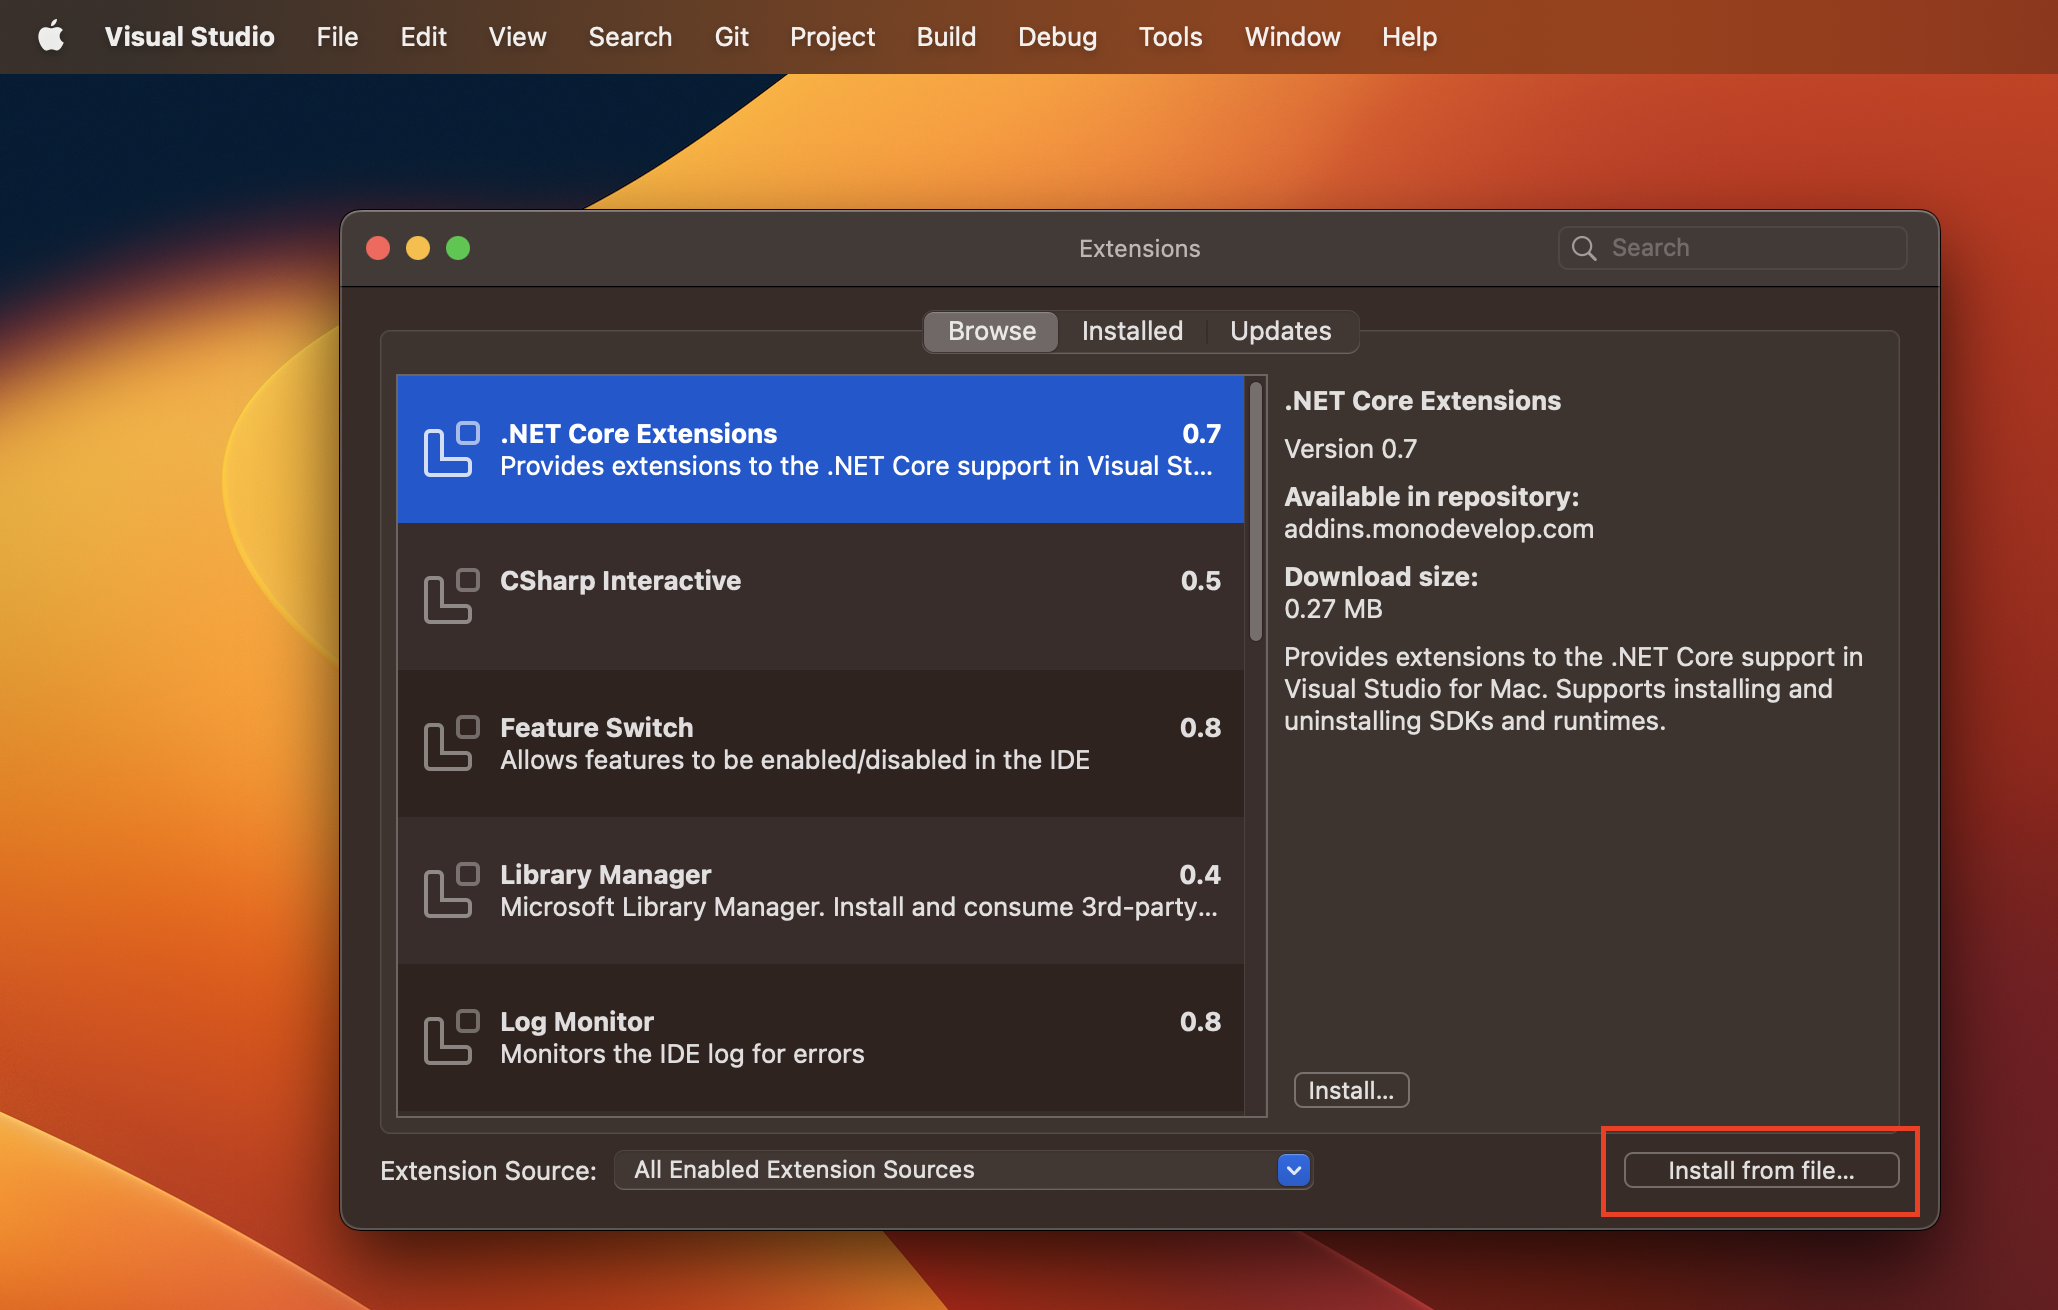 Visual Studio File Edit View Search Git Project Build Debug Tools Window Help
Extensions
Search
Browse Installed Updates
.NET Core Extensions 0.7
Provides extensions to the .NET Core support in Visual St...
CSharp Interactive 0.5
Feature Switch 0.8
Allows features to be enabled/disabled in the IDE
Library Manager 0.4
Microsoft Library Manager. Install and consume 3rd-party...
Log Monitor 0.8
Monitors the IDE log for errors
.NET Core Extensions
Version 0.7
Available in repository:
addins.monodevelop.com
Download size:
0.27 MB
Provides extensions to the .NET Core support in
Visual Studio for Mac. Supports installing and
uninstalling SDKs and runtimes.
Install...
Extension Source: All Enabled Extension Sources
Install from file...